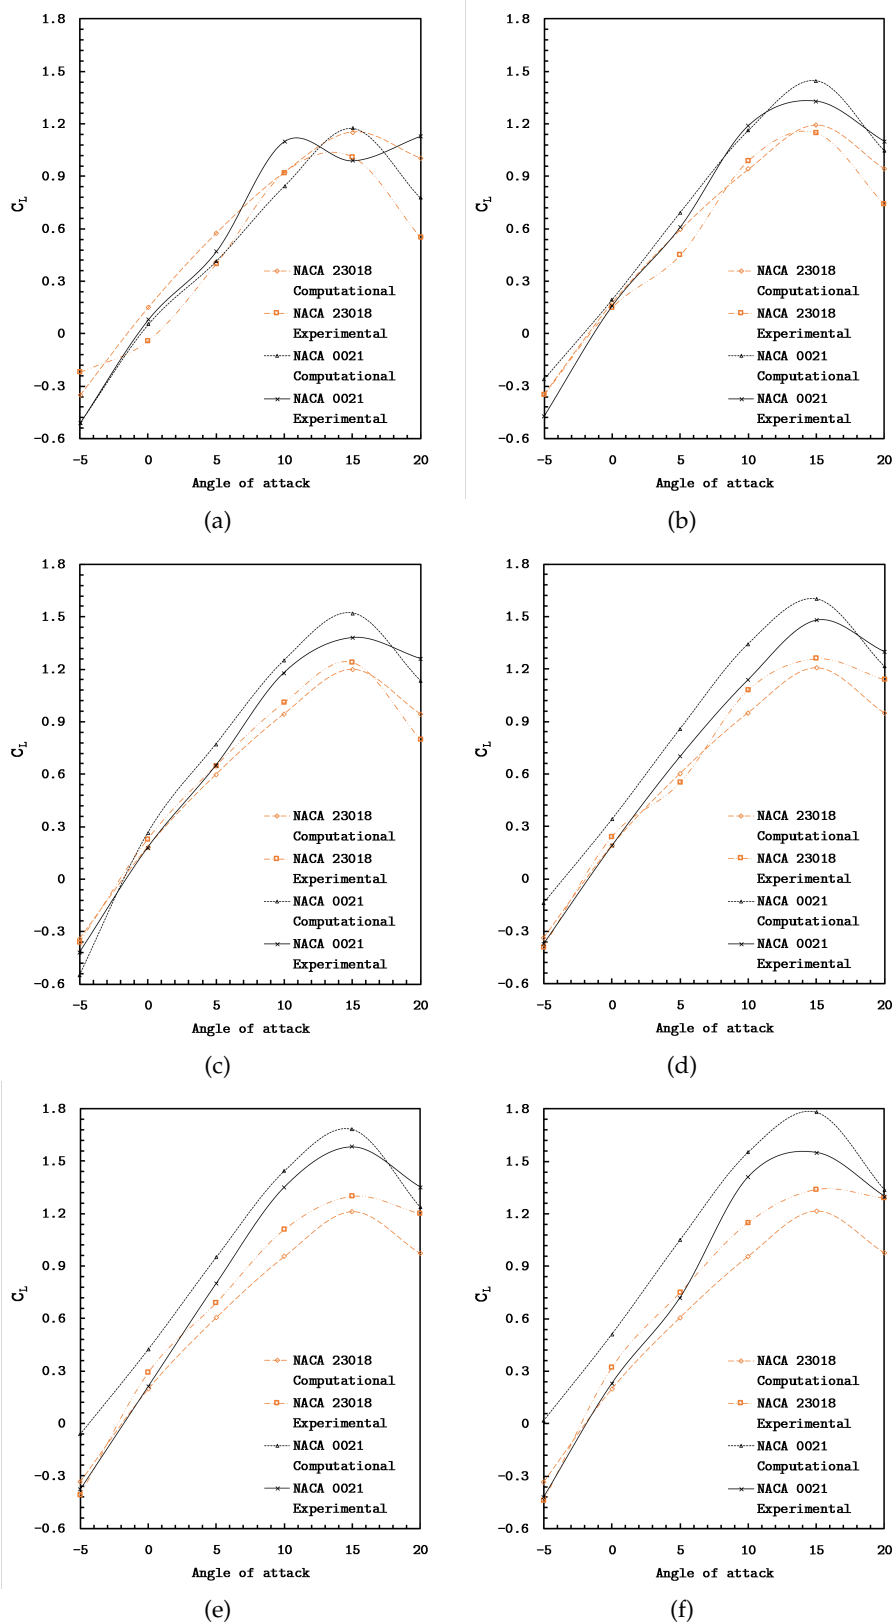 1.8
1.5
1.2
0.9
0.6
0.3
0
-0.3
-0.6
C_L
NACA 23018
Computational
NACA 23018
Experimental
NACA 0021
Computational
NACA 0021
Experimental
-5 0 5 10 15 20
Angle of attack
(a)
1.8
1.5
1.2
0.9
0.6
0.3
0
-0.3
-0.6
C_L
NACA 23018
Computational
NACA 23018
Experimental
NACA 0021
Computational
NACA 0021
Experimental
-5 0 5 10 15 20
Angle of attack
(b)
1.8
1.5
1.2
0.9
0.6
0.3
0
-0.3
-0.6
C_L
NACA 23018
Computational
NACA 23018
Experimental
NACA 0021
Computational
NACA 0021
Experimental
-5 0 5 10 15 20
Angle of attack
(c)
1.8
1.5
1.2
0.9
0.6
0.3
0
-0.3
-0.6
C_L
NACA 23018
Computational
NACA 23018
Experimental
NACA 0021
Computational
NACA 0021
Experimental
-5 0 5 10 15 20
Angle of attack
(d)
1.8
1.5
1.2
0.9
0.6
0.3
0
-0.3
-0.6
C_L
NACA 23018
Computational
NACA 23018
Experimental
NACA 0021
Computational
NACA 0021
Experimental
-5 0 5 10 15 20
Angle of attack
(e)
1.8
1.5
1.2
0.9
0.6
0.3
0
-0.3
-0.6
C_L
NACA 23018
Computational
NACA 23018
Experimental
NACA 0021
Computational
NACA 0021
Experimental
-5 0 5 10 15 20
Angle of attack
(f)